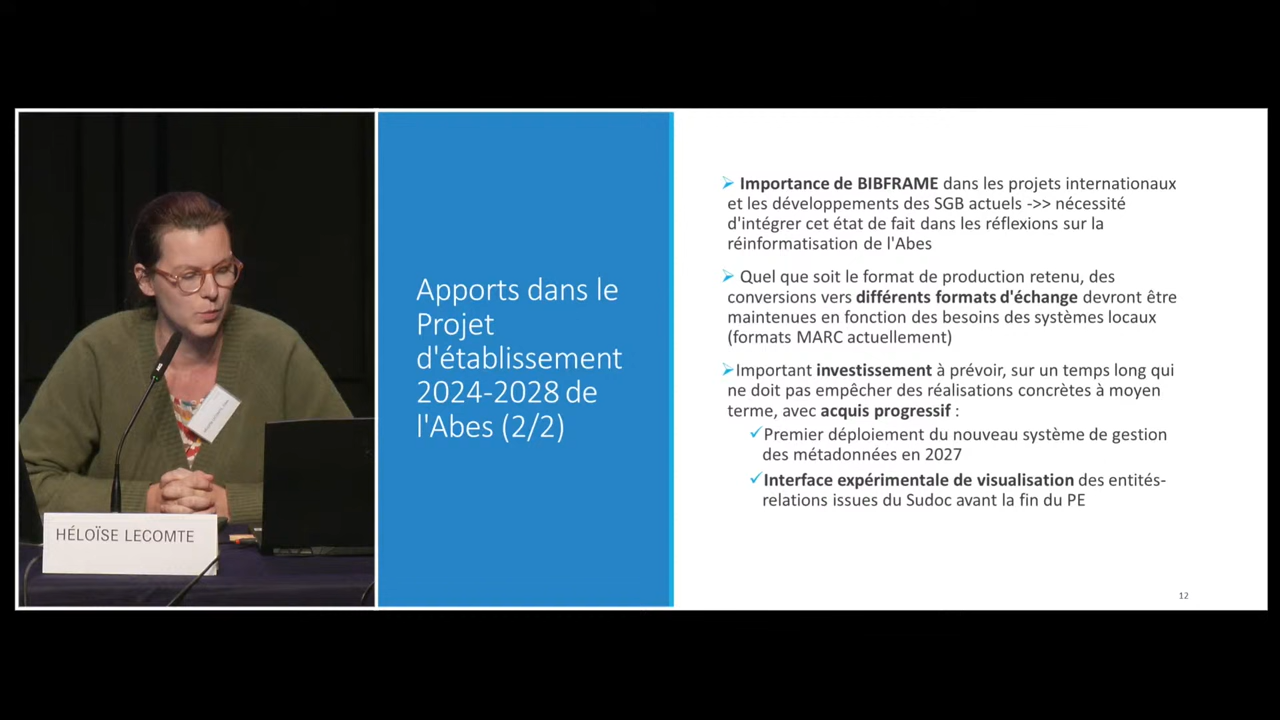 HÉLOÏSE LECOMTE
Apports dans le
Projet
d'établissement
2024-2028 de
l'Abes (2/2)
➢ Importance de BIBFRAME dans les projets internationaux
et les développements des SGB actuels ->> nécessité
d'intégrer cet état de fait dans les réflexions sur la
réinformatisation de l'Abes
➢ Quel que soit le format de production retenu, des
conversions vers différents formats d'échange devront être
maintenues en fonction des besoins des systèmes locaux
(formats MARC actuellement)
➢Important investissement à prévoir, sur un temps long qui
ne doit pas empêcher des réalisations concrètes à moyen
terme, avec acquis progressif :
✓Premier déploiement du nouveau système de gestion
des métadonnées en 2027
✓Interface expérimentale de visualisation des entités-
relations issues du Sudoc avant la fin du PE
12